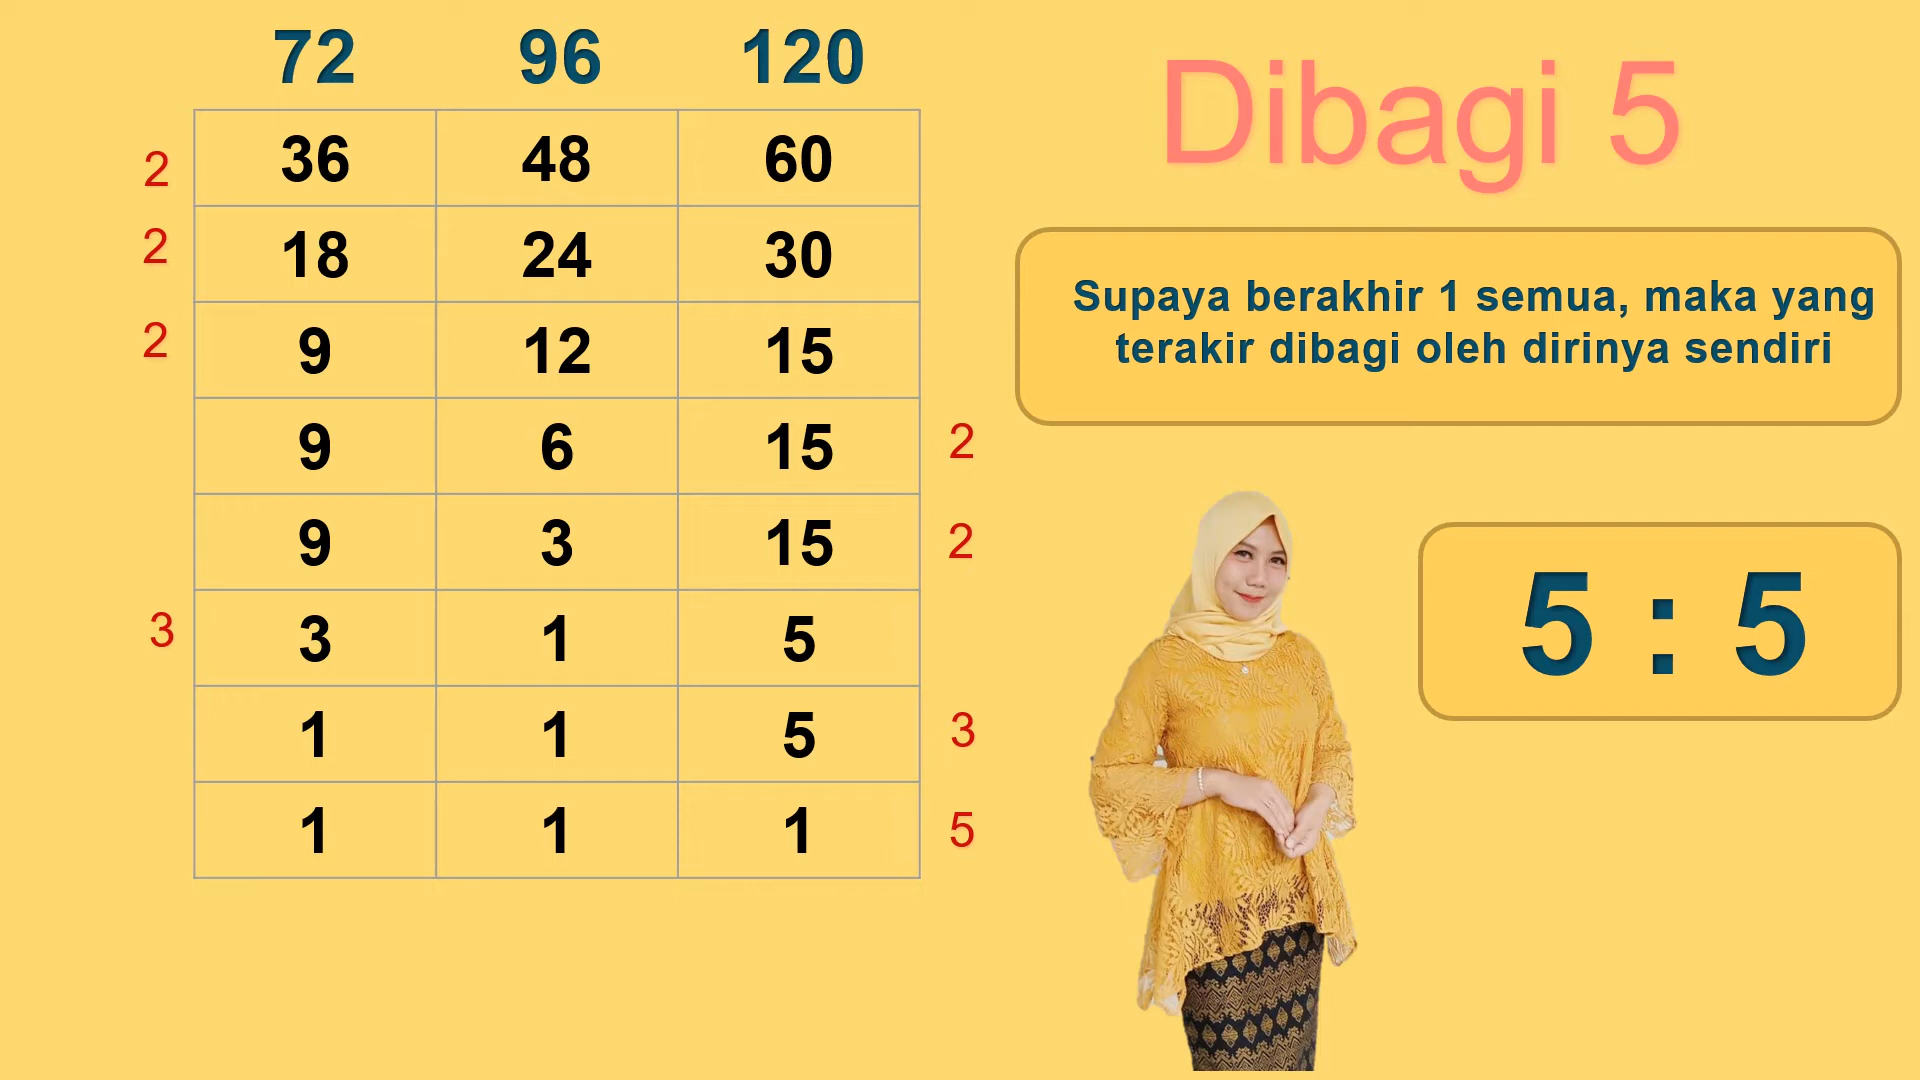 72 96 120
2 36 48 60
2 18 24 30
2 9 12 15
9 6 15 2
9 3 15 2
3 3 1 5
1 1 5 3
1 1 1 5
Dibagi 5
Supaya berakhir 1 semua, maka yang
terakir dibagi oleh dirinya sendiri
5 : 5